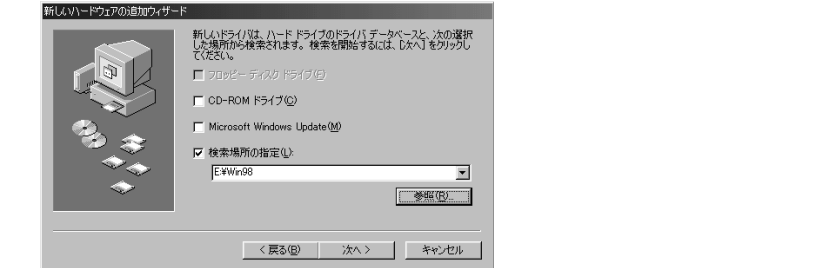 新しいハードウェアの追加ウィザード
新しいドライバは、ハード ドライブのドライバ データベースと、次の選択
した場所から検索されます。検索を開始するには、[次へ] をクリックし
てください。
フロッピー ディスク ドライブ(F)
CD-ROM ドライブ(C)
Microsoft Windows Update(M)
検索場所の指定(L):
E:¥Win98
参照(R)...
< 戻る(B)
次へ >
キャンセル